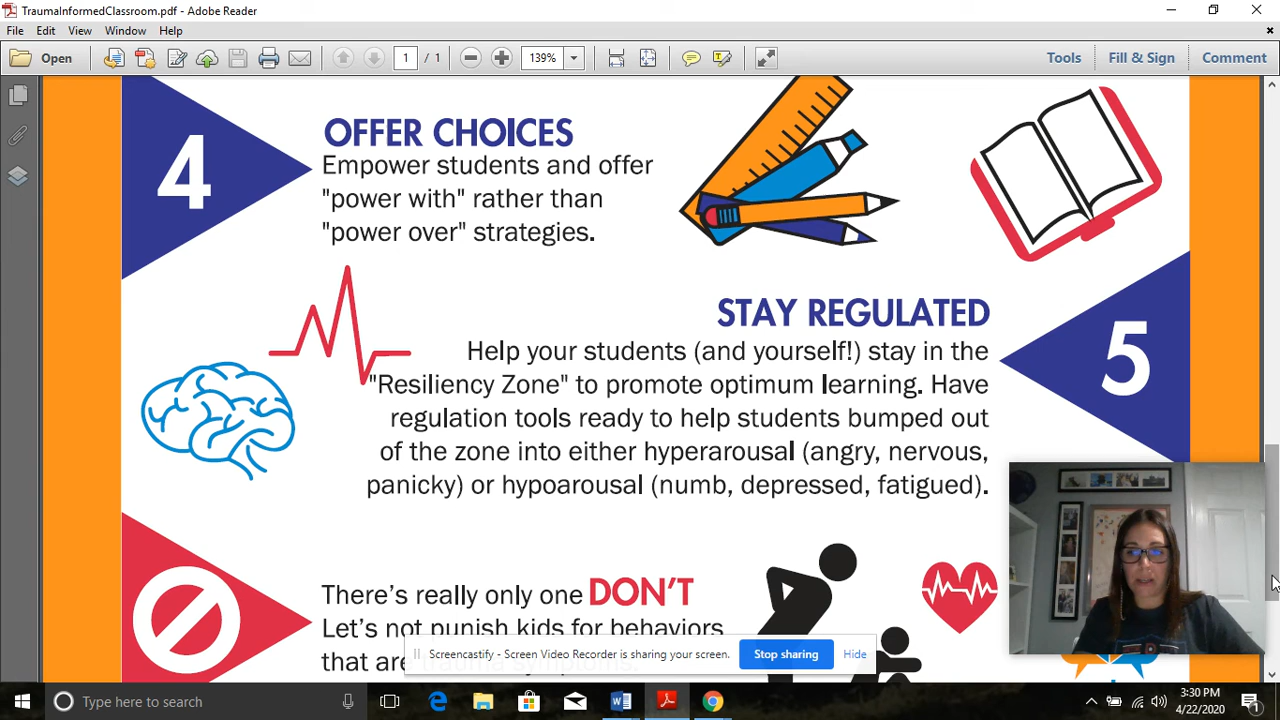 TraumaInformedClassroom.pdf - Adobe Reader
File Edit View Window Help
Open 1 / 1 139% Tools Fill & Sign Comment
4
OFFER CHOICES
Empower students and offer
"power with" rather than
"power over" strategies.
STAY REGULATED
Help your students (and yourself!) stay in the
"Resiliency Zone" to promote optimum learning. Have
regulation tools ready to help students bumped out
of the zone into either hyperarousal (angry, nervous,
panicky) or hypoarousal (numb, depressed, fatigued).
5
There's really only one DON'T
Let's not punish kids for behaviors
that are trauma symptoms.
Screencastify - Screen Video Recorder is sharing your screen. Stop sharing Hide
Type here to search
3:30 PM
4/22/2020
1